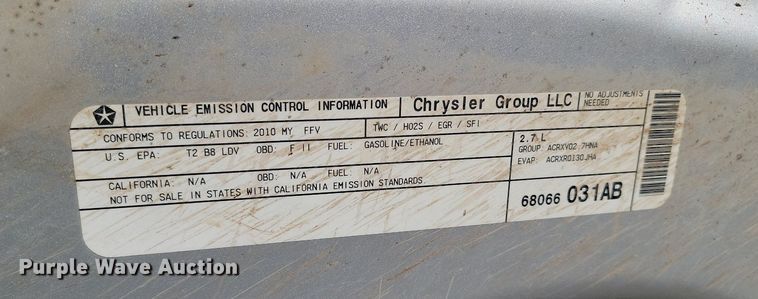 VEHICLE EMISSION CONTROL INFORMATION Chrysler Group LLC NO ADJUSTMENTS NEEDED
CONFORMS TO REGULATIONS: 2010 MY FFV TWC / HO2S / EGR / SFI
U.S. EPA: T2 B8 LDV OBD: F II FUEL: GASOLINE/ETHANOL
2.7 L
GROUP: ACRXV02.7HNA
EVAP: ACRXR0130JHA
CALIFORNIA: N/A OBD: N/A FUEL: N/A
NOT FOR SALE IN STATES WITH CALIFORNIA EMISSION STANDARDS.
68066 031AB
Purple Wave Auction